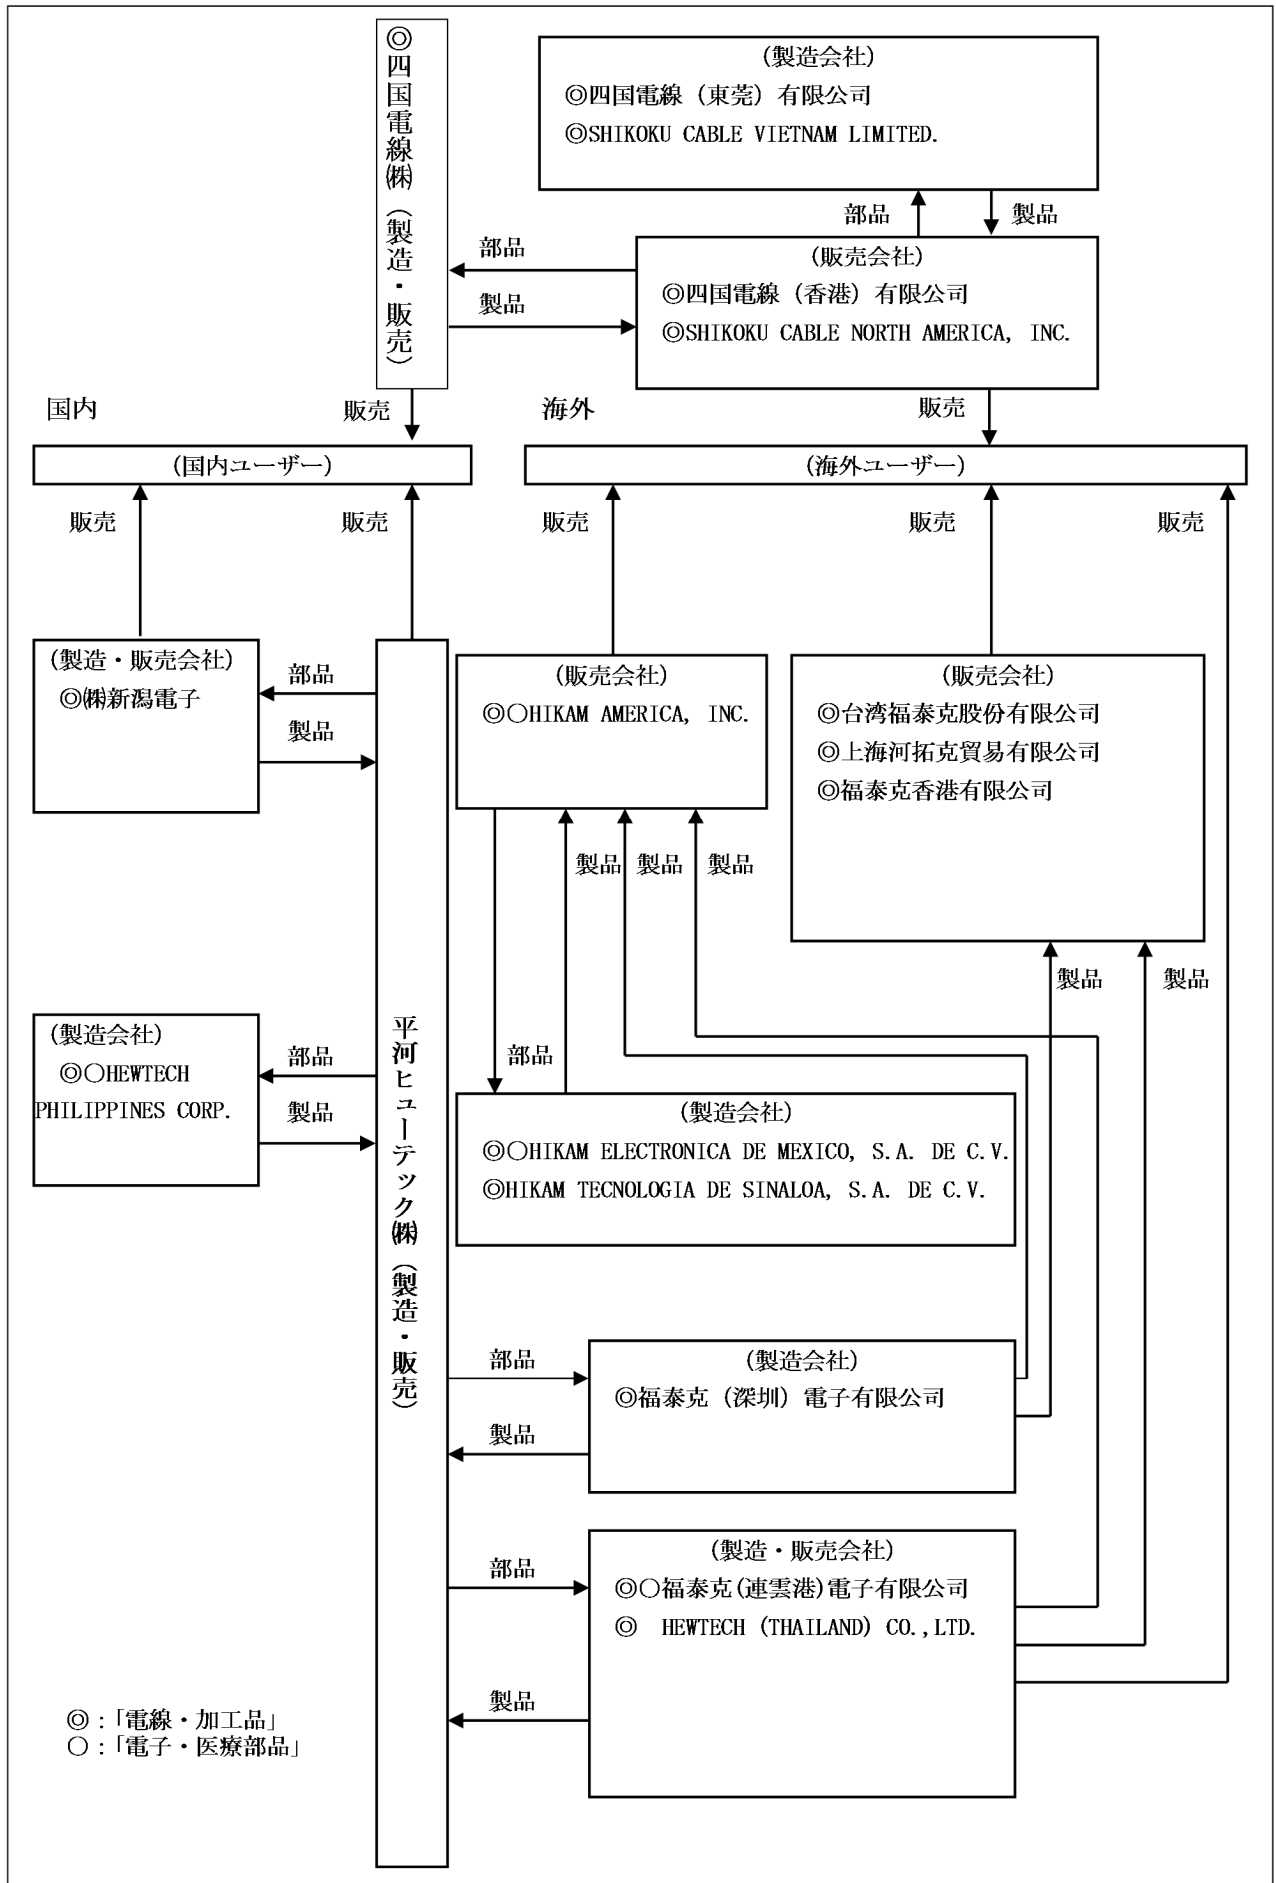 ◎四国電線㈱（製造・販売）
（製造会社）
◎四国電線（東莞）有限公司
◎SHIKOKU CABLE VIETNAM LIMITED.
部品
製品
部品
製品
（販売会社）
◎四国電線（香港）有限公司
◎SHIKOKU CABLE NORTH AMERICA, INC.
国内
販売
海外
販売
（国内ユーザー）
（海外ユーザー）
販売
販売
販売
販売
販売
（製造・販売会社）
◎㈱新潟電子
部品
製品
（販売会社）
◎○HIKAM AMERICA, INC.
（販売会社）
◎台湾福泰克股份有限公司
◎上海河拓克貿易有限公司
◎福泰克香港有限公司
製品
製品
製品
製品
製品
（製造会社）
◎○HEWTECH
PHILIPPINES CORP.
部品
製品
平河ヒューテック㈱（製造・販売）
部品
（製造会社）
◎○HIKAM ELECTRONICA DE MEXICO, S.A. DE C.V.
◎HIKAM TECNOLOGIA DE SINALOA, S.A. DE C.V.
部品
製品
（製造会社）
◎福泰克（深圳）電子有限公司
部品
製品
（製造・販売会社）
◎○福泰克(連雲港)電子有限公司
◎　HEWTECH (THAILAND) CO.,LTD.
◎：「電線・加工品」
○：「電子・医療部品」